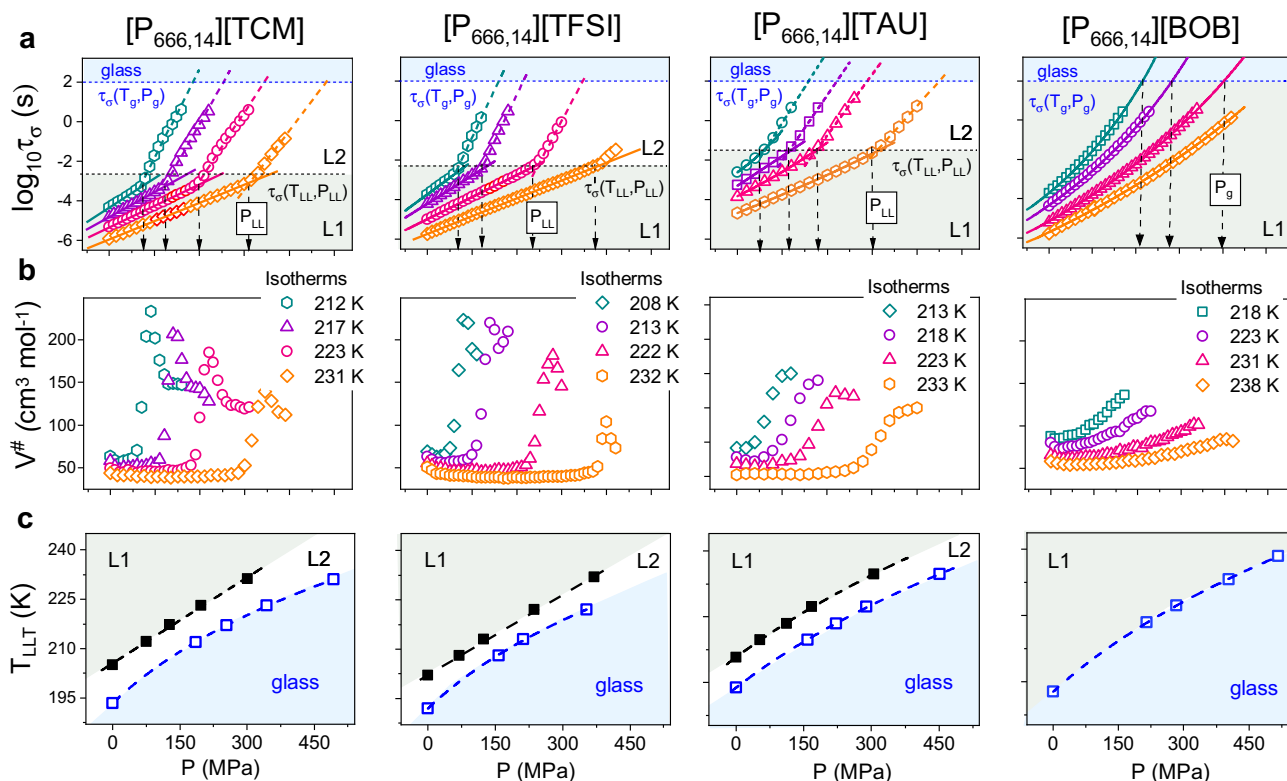 [P666,14][TCM] [P666,14][TFSI] [P666,14][TAU] [P666,14][BOB]
a
log10τσ (s)
2
0
-2
-4
-6
glass
τσ(Tg,Pg)
L2
τσ(TLL,PLL)
PLL
L1
glass
τσ(Tg,Pg)
L2
τσ(TLL,PLL)
PLL
L1
glass
τσ(Tg,Pg)
L2
τσ(TLL,PLL)
PLL
L1
glass
τσ(Tg,Pg)
Pg
L1
b
V# (cm3 mol-1)
200
150
100
50
Isotherms
212 K
217 K
223 K
231 K
Isotherms
208 K
213 K
222 K
232 K
Isotherms
213 K
218 K
223 K
233 K
Isotherms
218 K
223 K
231 K
238 K
c
TLLT (K)
240
225
210
195
L1
L2
glass
L1
L2
glass
L1
L2
glass
L1
glass
0 150 300 450
0 150 300 450
0 150 300 450
0 150 300 450
P (MPa) P (MPa) P (MPa) P (MPa)